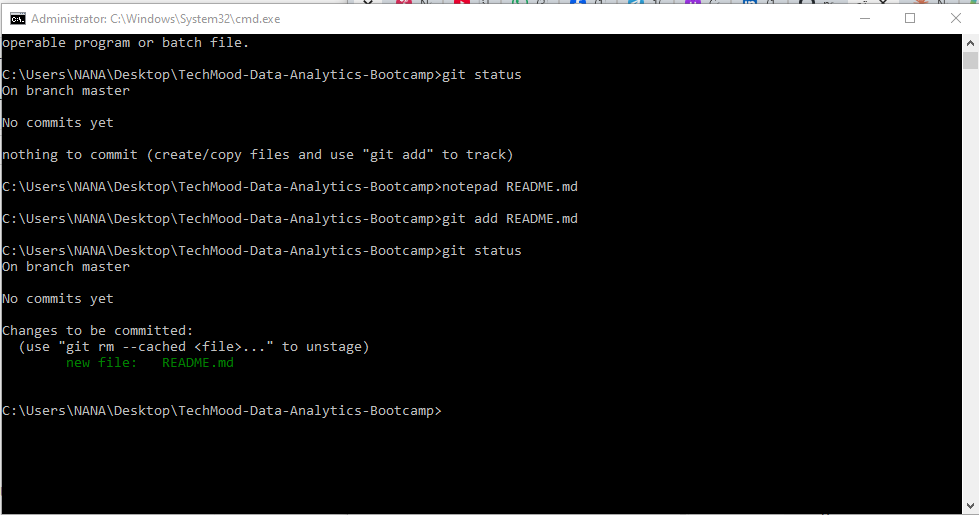 Administrator: C:\Windows\System32\cmd.exe
operable program or batch file.
C:\Users\NANA\Desktop\TechMood-Data-Analytics-Bootcamp>git status
On branch master
No commits yet
nothing to commit (create/copy files and use "git add" to track)
C:\Users\NANA\Desktop\TechMood-Data-Analytics-Bootcamp>notepad README.md
C:\Users\NANA\Desktop\TechMood-Data-Analytics-Bootcamp>git add README.md
C:\Users\NANA\Desktop\TechMood-Data-Analytics-Bootcamp>git status
On branch master
No commits yet
Changes to be committed:
  (use "git rm --cached <file>..." to unstage)
        new file:   README.md
C:\Users\NANA\Desktop\TechMood-Data-Analytics-Bootcamp>